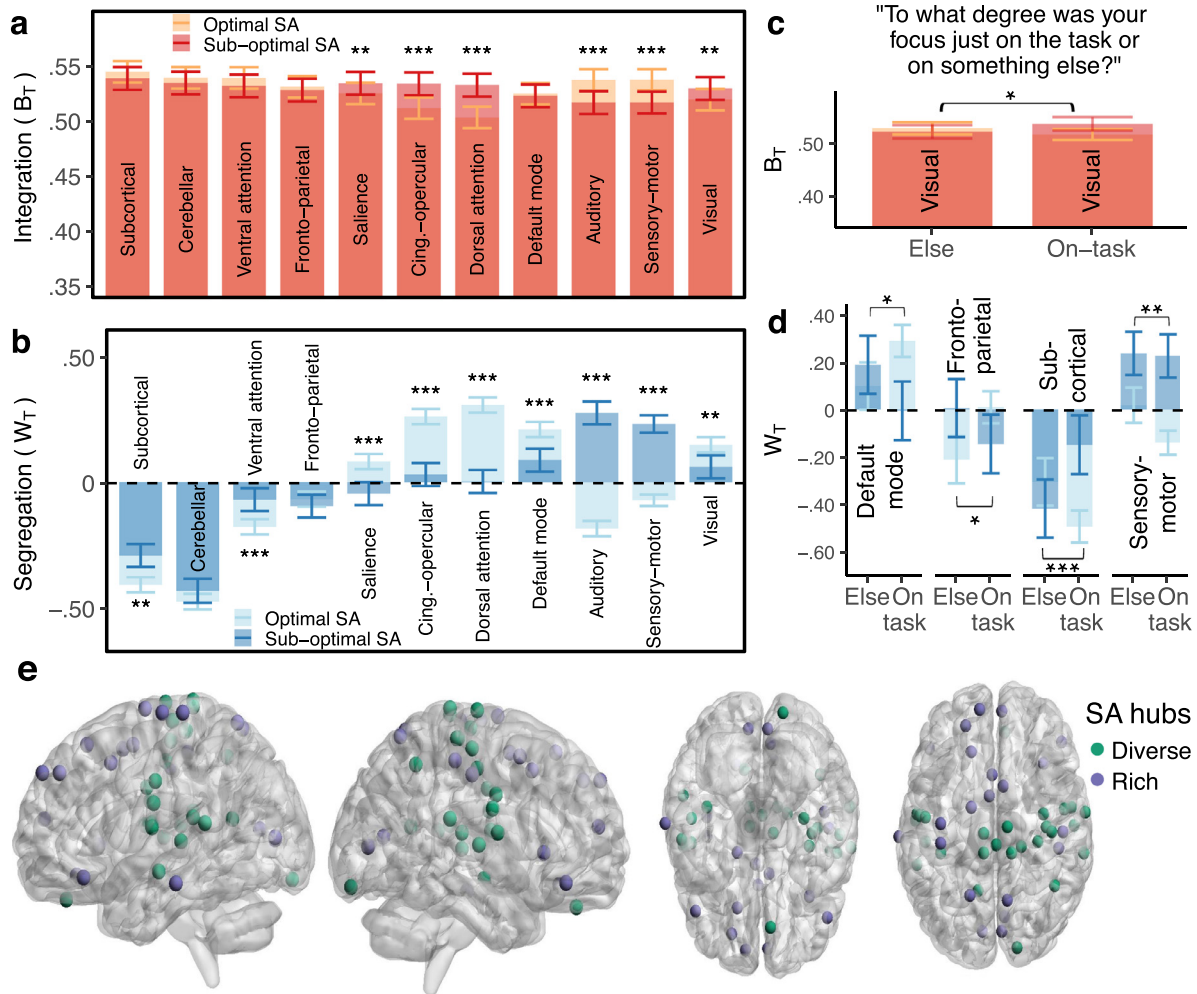 a
Optimal SA
Sub-optimal SA
** *** *** *** *** **
Integration ( BT )
.55
.50
.45
.40
.35
Subcortical
Cerebellar
Ventral attention
Fronto-parietal
Salience
Cing.-opercular
Dorsal attention
Default mode
Auditory
Sensory-motor
Visual
b
Segregation ( WT )
.50
0
-.50
Subcortical
Cerebellar
Ventral attention
Fronto-parietal
Salience
Cing.-opercular
Dorsal attention
Default mode
Auditory
Sensory-motor
Visual
** *** *** *** *** *** *** *** **
Optimal SA
Sub-optimal SA
c
"To what degree was your
focus just on the task or
on something else?"
*
BT
.50
.40
Visual
Visual
Else
On-task
d
WT
.40
.20
0
-.20
-.40
-.60
*
Default
mode
Fronto-
parietal
*
Sub-
cortical
***
**
Sensory-
motor
Else On
task
Else On
task
Else On
task
Else On
task
e
SA hubs
Diverse
Rich